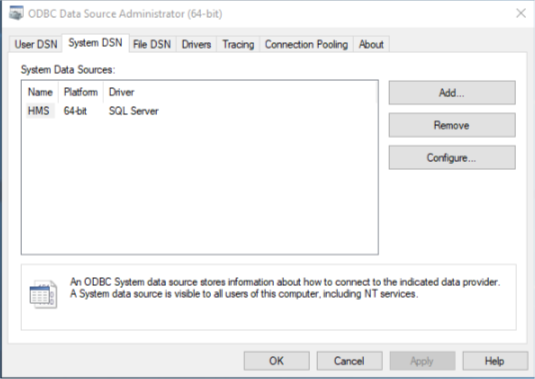 ODBC Data Source Administrator (64-bit)
User DSN System DSN File DSN Drivers Tracing Connection Pooling About
System Data Sources:
Name Platform Driver
HMS 64-bit SQL Server
Add...
Remove
Configure...
An ODBC System data source stores information about how to connect to the indicated data provider.
A System data source is visible to all users of this computer, including NT services.
OK Cancel Apply Help